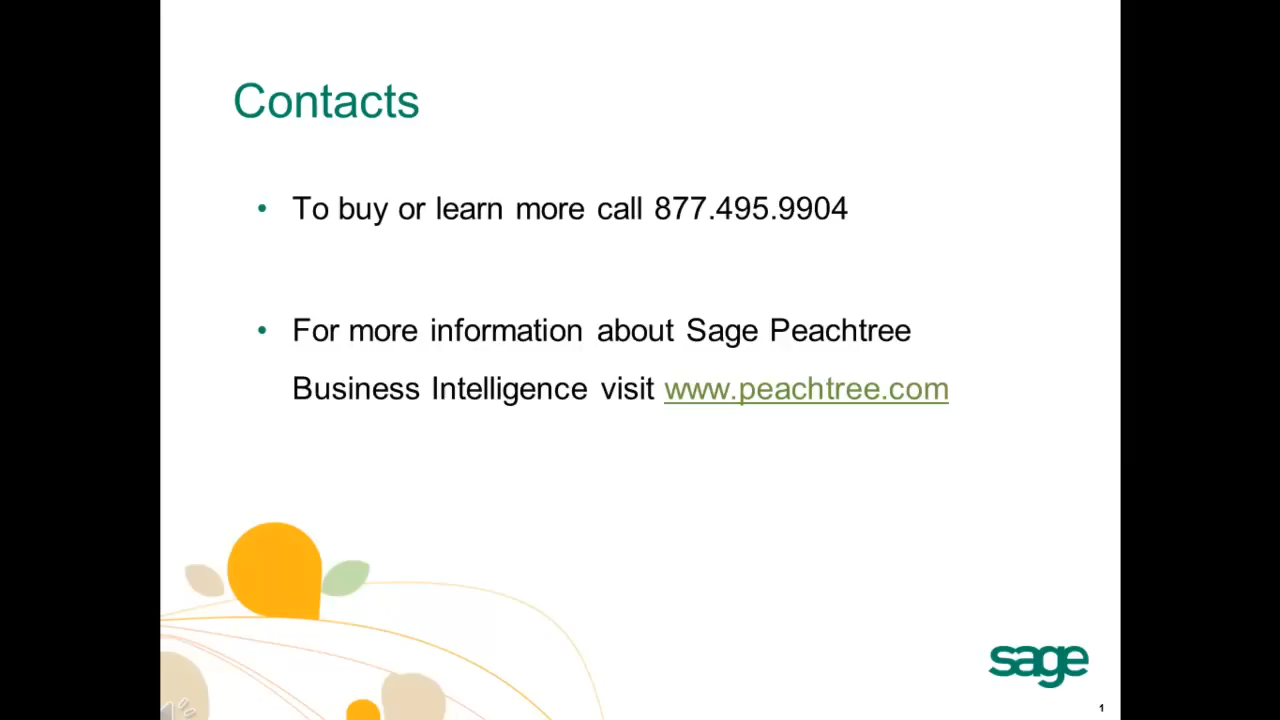 Contacts
• To buy or learn more call 877.495.9904
• For more information about Sage Peachtree
Business Intelligence visit www.peachtree.com
sage
1